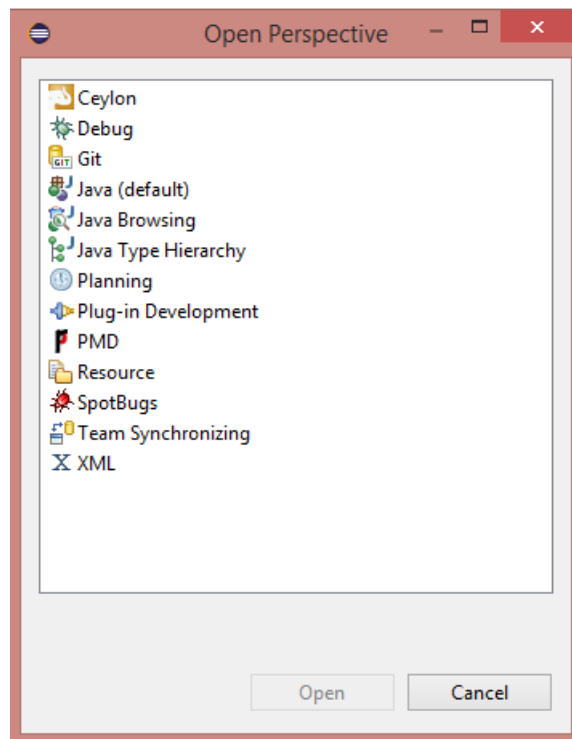 Open Perspective
Ceylon
Debug
GIT Git
Java (default)
Java Browsing
Java Type Hierarchy
Planning
Plug-in Development
PMD
Resource
SpotBugs
Team Synchronizing
X XML
Open Cancel